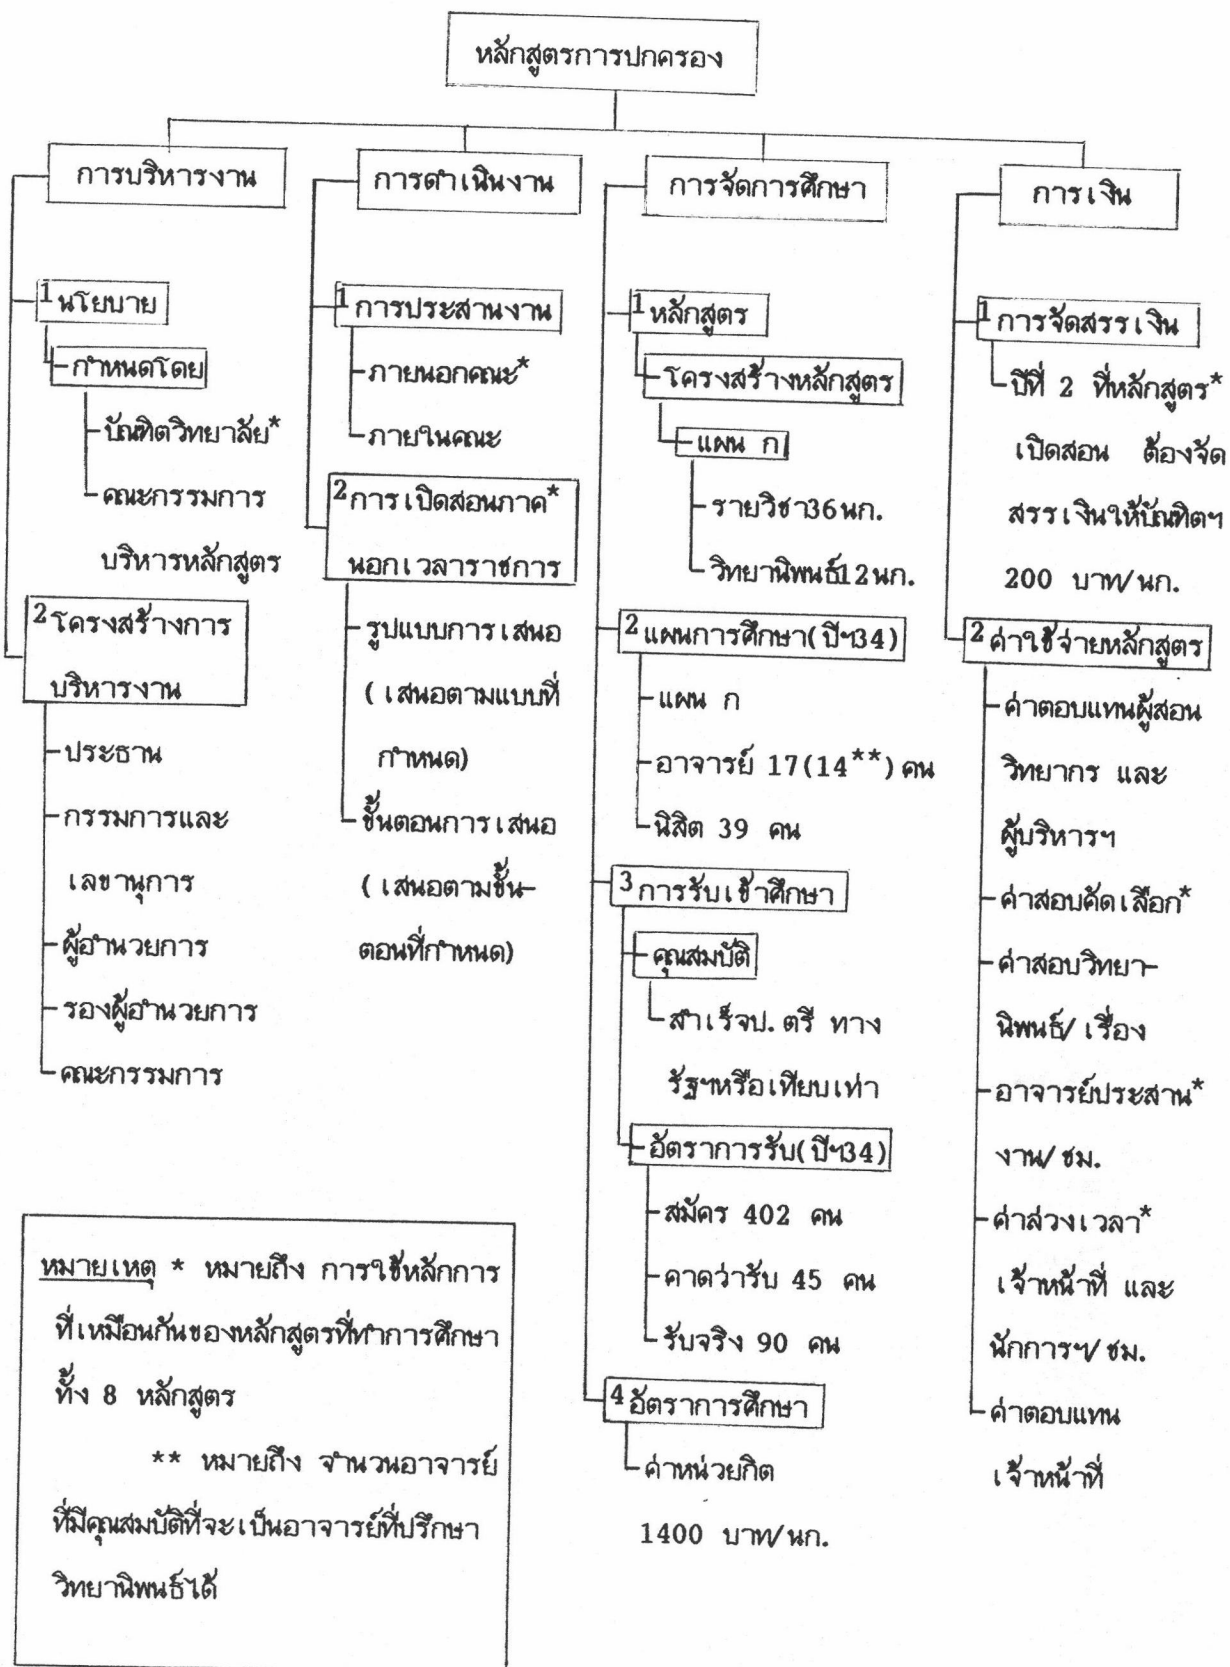 หลักสูตรการปกครอง
การบริหารงาน
1 นโยบาย
-กำหนดโดย
-บัณฑิตวิทยาลัย*
-คณะกรรมการ
บริหารหลักสูตร
2 โครงสร้างการ
บริหารงาน
-ประธาน
-กรรมการและ
เลขานุการ
-ผู้อำนวยการ
-รองผู้อำนวยการ
-คณะกรรมการ
การดำเนินงาน
1 การประสานงาน
-ภายนอกคณะ*
-ภายในคณะ
2 การเปิดสอนภาค*
นอกเวลาราชการ
-รูปแบบการเสนอ
(เสนอตามแบบที่
กำหนด)
-ขั้นตอนการเสนอ
(เสนอตามขั้น-
ตอนที่กำหนด)
การจัดการศึกษา
1 หลักสูตร
-โครงสร้างหลักสูตร
-แผน ก
-รายวิชา36นก.
-วิทยานิพนธ์12นก.
2 แผนการศึกษา(ปีฯ34)
-แผน ก
-อาจารย์ 17(14**)คน
-นิสิต 39 คน
3 การรับเข้าศึกษา
-คุณสมบัติ
-สำเร็จป.ตรี ทาง
รัฐฯหรือเทียบเท่า
-อัตราการรับ(ปีฯ34)
-สมัคร 402 คน
-คาดว่ารับ 45 คน
-รับจริง 90 คน
4 อัตราการศึกษา
-ค่าหน่วยกิต
1400 บาท/นก.
การเงิน
1 การจัดสรรเงิน
-ปีที่ 2 ที่หลักสูตร*
เปิดสอน ต้องจัด
สรรเงินให้บัณฑิตฯ
200 บาท/นก.
2 ค่าใช้จ่ายหลักสูตร
-ค่าตอบแทนผู้สอน
วิทยากร และ
ผู้บริหารฯ
-ค่าสอบคัดเลือก*
-ค่าสอบวิทยา-
นิพนธ์/เรื่อง
-อาจารย์ประสาน*
งาน/ชม.
-ค่าล่วงเวลา*
เจ้าหน้าที่ และ
นักการฯ/ชม.
-ค่าตอบแทน
เจ้าหน้าที่
หมายเหตุ * หมายถึง การใช้หลักการ
ที่เหมือนกันของหลักสูตรที่ทำการศึกษา
ทั้ง 8 หลักสูตร
** หมายถึง จำนวนอาจารย์
ที่มีคุณสมบัติที่จะเป็นอาจารย์ที่ปรึกษา
วิทยานิพนธ์ได้